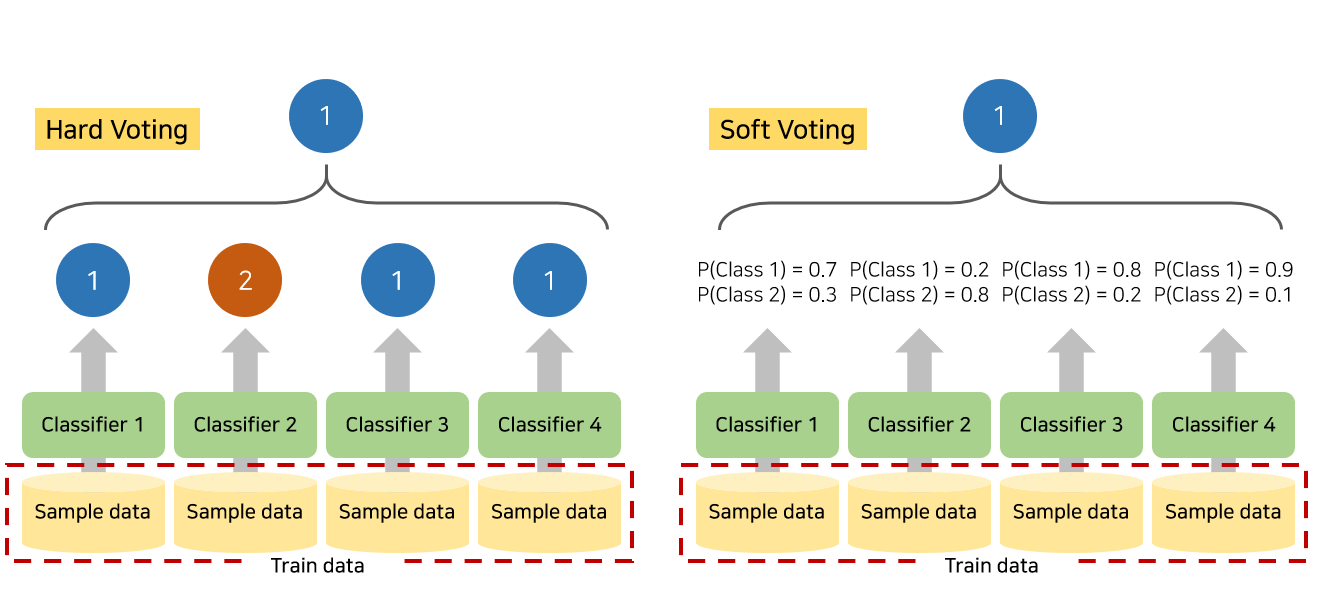 Hard Voting
1
1
2
1
1
Classifier 1
Classifier 2
Classifier 3
Classifier 4
Sample data
Sample data
Sample data
Sample data
Train data
Soft Voting
1
P(Class 1) = 0.7 P(Class 1) = 0.2 P(Class 1) = 0.8 P(Class 1) = 0.9
P(Class 2) = 0.3 P(Class 2) = 0.8 P(Class 2) = 0.2 P(Class 2) = 0.1
Classifier 1
Classifier 2
Classifier 3
Classifier 4
Sample data
Sample data
Sample data
Sample data
Train data